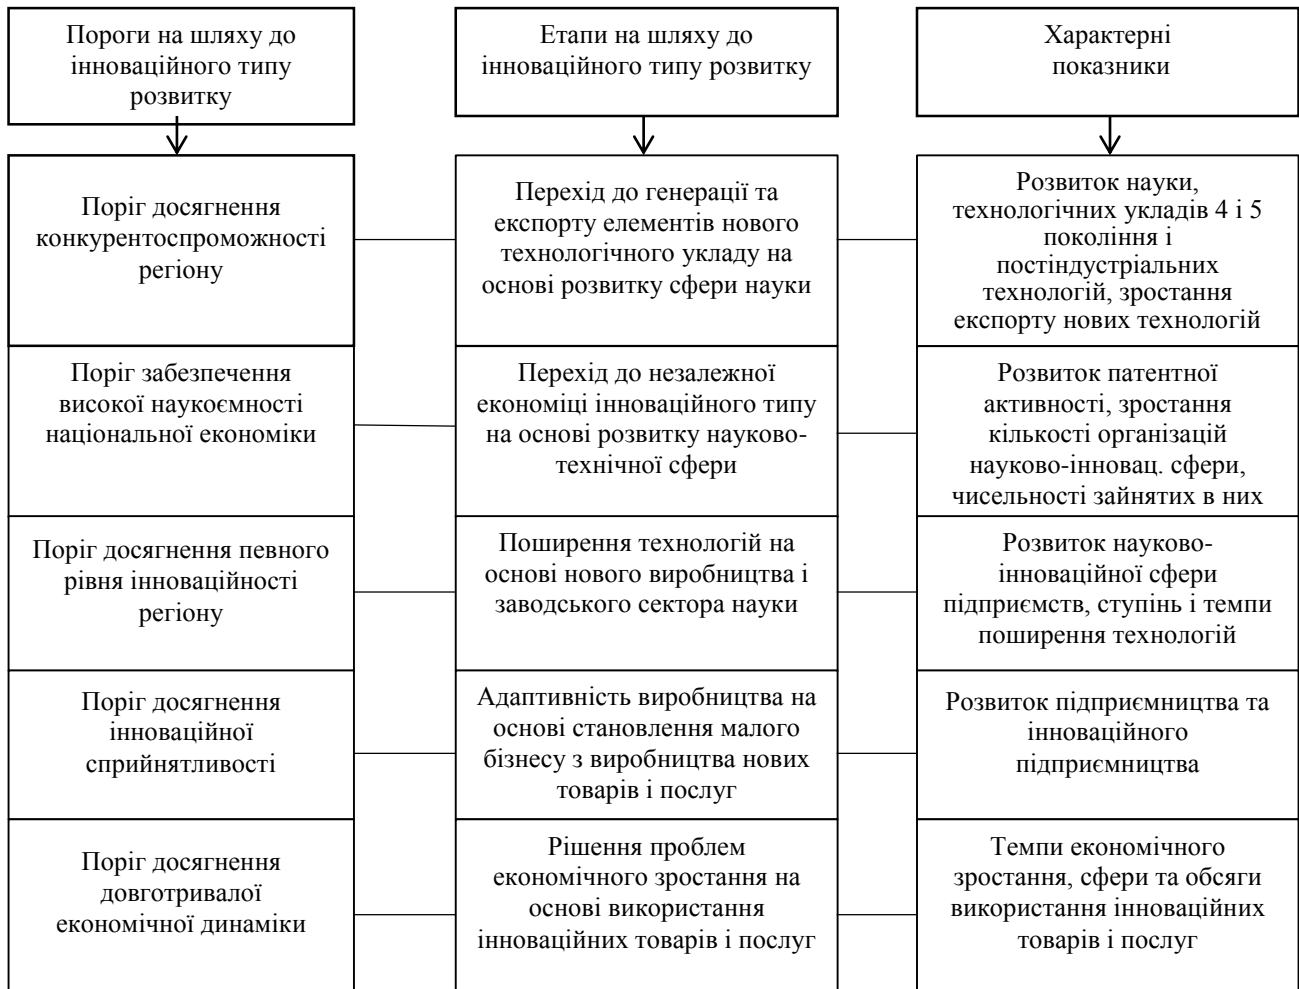 Пороги на шляху до
інноваційного типу
розвитку
Етапи на шляху до
інноваційного типу розвитку
Характерні
показники
Поріг досягнення
конкурентоспроможності
регіону
Перехід до генерації та
експорту елементів нового
технологічного укладу на
основі розвитку сфери науки
Розвиток науки,
технологічних укладів 4 і 5
покоління і
постіндустріальних
технологій, зростання
експорту нових технологій
Поріг забезпечення
високої наукоємності
національної економіки
Перехід до незалежної
економіці інноваційного типу
на основі розвитку науково-
технічної сфери
Розвиток патентної
активності, зростання
кількості організацій
науково-інновац. сфери,
чисельності зайнятих в них
Поріг досягнення певного
рівня інноваційності
регіону
Поширення технологій на
основі нового виробництва і
заводського сектора науки
Розвиток науково-
інноваційної сфери
підприємств, ступінь і темпи
поширення технологій
Поріг досягнення
інноваційної
сприйнятливості
Адаптивність виробництва на
основі становлення малого
бізнесу з виробництва нових
товарів і послуг
Розвиток підприємництва та
інноваційного
підприємництва
Поріг досягнення
довготривалої
економічної динаміки
Рішення проблем
економічного зростання на
основі використання
інноваційних товарів і послуг
Темпи економічного
зростання, сфери та обсяги
використання інноваційних
товарів і послуг